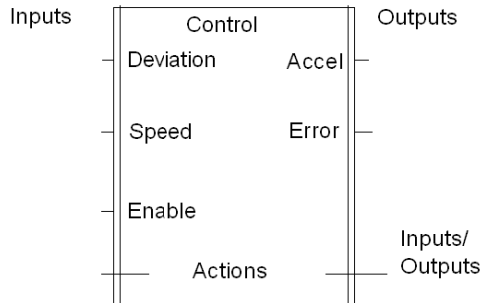 Inputs
Control
Outputs
Deviation
Accel
Speed
Error
Enable
Inputs/
Outputs
Actions